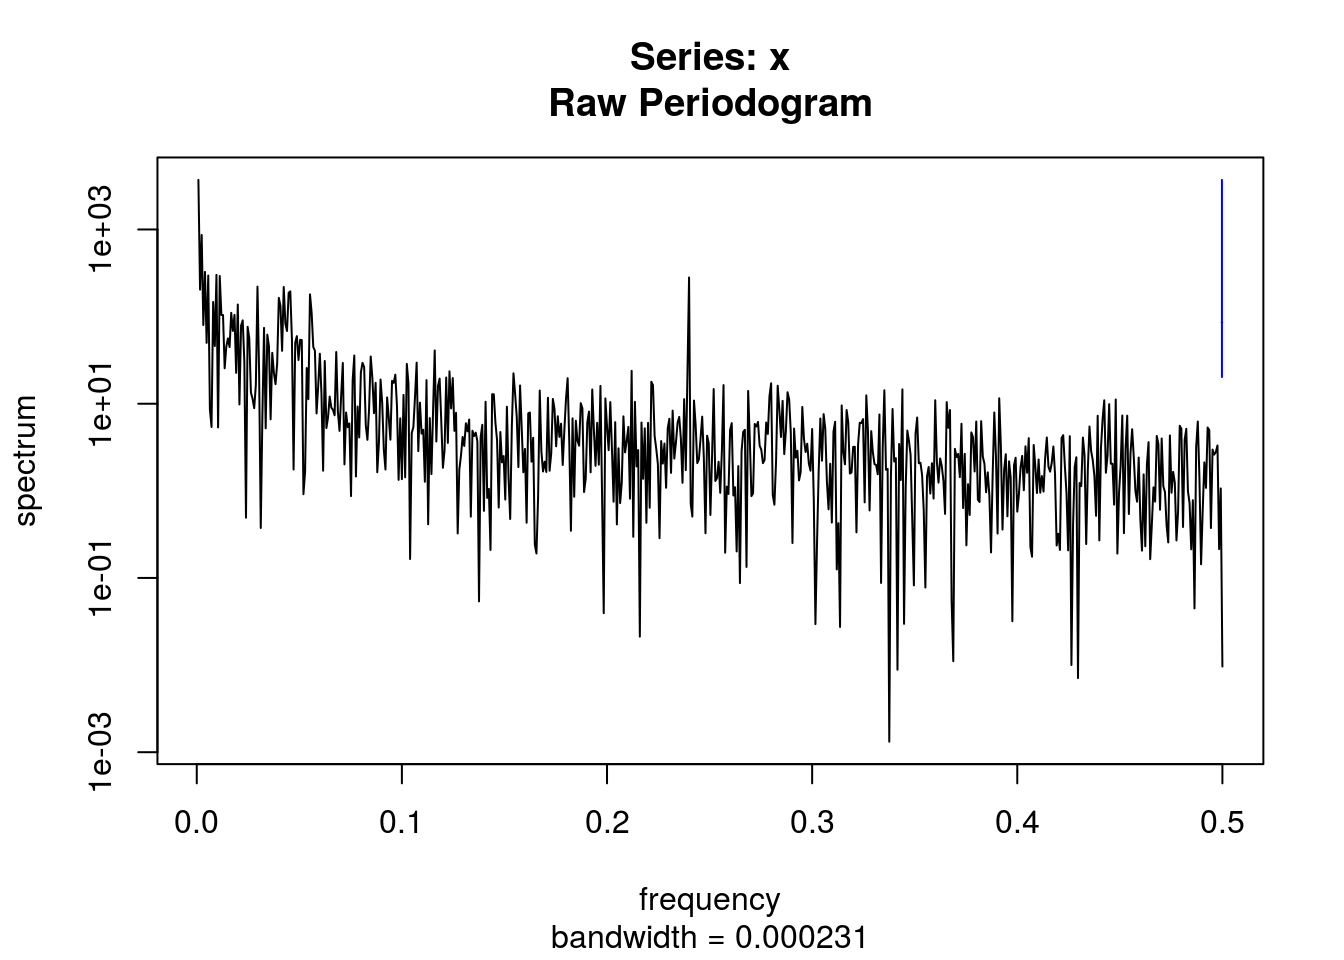 Series: x
Raw Periodogram
1e+03
1e+01
1e-01
1e-03
spectrum
0.0 0.1 0.2 0.3 0.4 0.5
frequency
bandwidth = 0.000231